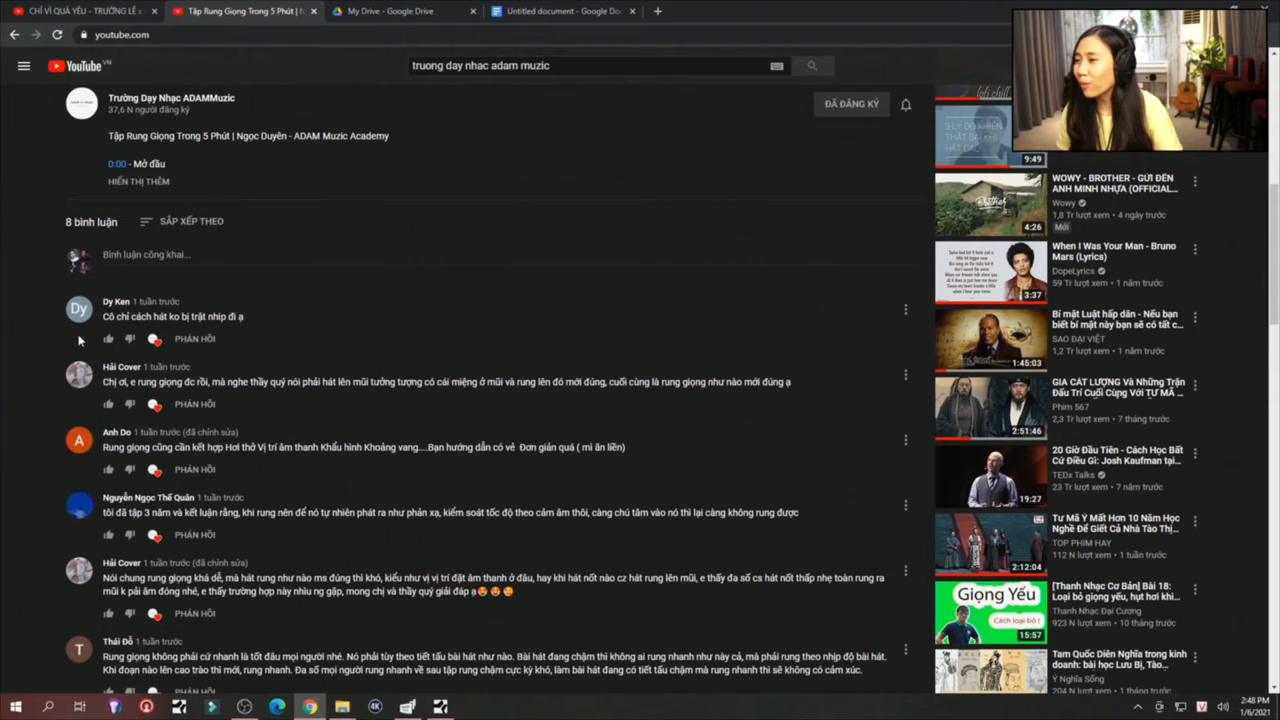 CHỈ VÌ QUÁ YÊU - TRƯỜNG LÊ
Tập Rung Giọng Trong 5 Phút | N
My Drive - Google Drive
Untitled document - Google Doc
youtube.com
YouTube VN
truong day nhac adam muzic
Trường Dạy Nhạc ADAMMuzic
37,6 N người đăng ký
ĐÃ ĐĂNG KÝ
Tập Rung Giọng Trong 5 Phút | Ngọc Duyên - ADAM Muzic Academy
0:00 - Mở đầu
HIỂN THỊ THÊM
8 bình luận
SẮP XẾP THEO
Bình luận công khai...
Dy Ken 1 tuần trước
Dy
Cô chỉ cách hát ko bị trật nhịp đi ạ
PHẢN HỒI
Hải Cover 1 tuần trước
Chị ơi, e rung giọng đc rồi, mà nghe thầy quý nói phải hát lên mũi tưởng tượng có cái miệng ở mũi và rung lên đó mới đúng, cuối cùng là rung giọng như nào mới đúng ạ
PHẢN HỒI
Anh Do 1 tuần trước (đã chỉnh sửa)
A
Rung giọng cũng cần kết hợp Hơi thở Vị trí âm thanh Khẩu hình Khoảng vang....Bạn hướng dẫn có vẻ Đơn giản quá ( mì ăn liền)
PHẢN HỒI
Nguyễn Ngọc Thế Quân 1 tuần trước
tôi đã tập 3 năm và kết luận rằng, khi rung nên để nó tự nhiên phát ra như phản xạ, kiểm soát tốc độ theo cảm âm thôi, càng chú tâm vào nó thì lại càng không rung được
PHẢN HỒI
Hải Cover 1 tuần trước (đã chỉnh sửa)
Nói chung rung giọng khá dễ, mà hát rung như nào ms đung thì khó, kiểu như vị vị trí đặt âm thanh ở đâu, hay khi hát nốt nào cz hát rung lên mũi, e thấy đa số cs hát nốt thấp nhẹ toàn rung ra
mũi k pải âm đóng nhé, e thấy trường hợp này nhiu ng gặp, mong chị và thầy quý giải đáp ạ😍😍😍
PHẢN HỒI
Thái Đỗ 1 tuần trước
T
Rung giọng không phải cứ nhanh là tốt đâu mọi người nhé. Nó phải tùy theo tiết tấu bài hát như nào. Bài hát đang chậm thì không ai rung nhanh như này cả, mà phải rung theo nhịp độ bài hát.
Khi đoạn nào lên cao trào thì mới, rung nhanh. Đa số mọi người rung nhanh về sau tập rung chậm cực kỳ khó, làm bài hát đang có tiết tấu chậm mà rung nhanh thì sẽ không có cảm xúc.
lofi chill
3 LÝ DO KHIẾN
THẤT BẠI KHI
HÁT CAO
9:49
Brother
4:26
WOWY - BROTHER - GỬI ĐẾN
ANH MINH NHỰA (OFFICIAL...
Wowy
1,8 Tr lượt xem • 4 ngày trước
Mới
3:37
When I Was Your Man - Bruno
Mars (Lyrics)
DopeLyrics
59 Tr lượt xem • 1 năm trước
1:45:03
Bí mật Luật hấp dẫn - Nếu bạn
biết bí mật này bạn sẽ có tất c...
SAO ĐẠI VIỆT
1,2 Tr lượt xem • 1 năm trước
2:51:46
GIA CÁT LƯỢNG Và Những Trận
Đấu Trí Cuối Cùng Với TƯ MÃ ...
Phim 567
2,3 Tr lượt xem • 7 tháng trước
19:27
20 Giờ Đầu Tiên - Cách Học Bất
Cứ Điều Gì: Josh Kaufman tại...
TEDx Talks
23 Tr lượt xem • 7 năm trước
2:12:04
Tư Mã Ý Mất Hơn 10 Năm Học
Nghề Để Giết Cả Nhà Tào Thị...
TOP PHIM HAY
112 N lượt xem • 1 tuần trước
Giọng Yếu
Cách loại bỏ !
15:57
[Thanh Nhạc Cơ Bản] Bài 18:
Loại bỏ giọng yếu, hụt hơi khi...
Thanh Nhạc Đại Cương
923 N lượt xem • 10 tháng trước
Tam Quốc Diễn Nghĩa trong kinh
doanh: bài học Lưu Bị, Tào...
Ý Nghĩa Sống
204 N lượt xem • 1 tháng trước
4K
V
2:48 PM
1/6/2021